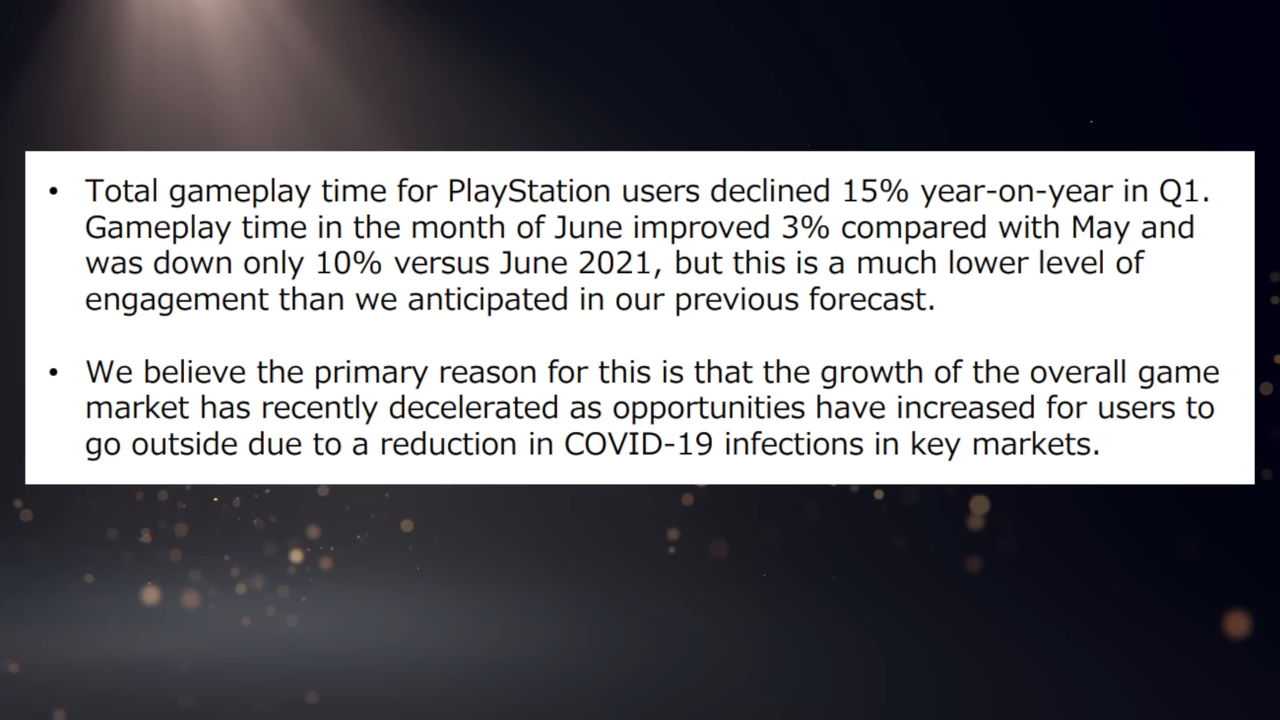 • Total gameplay time for PlayStation users declined 15% year-on-year in Q1.
Gameplay time in the month of June improved 3% compared with May and
was down only 10% versus June 2021, but this is a much lower level of
engagement than we anticipated in our previous forecast.
• We believe the primary reason for this is that the growth of the overall game
market has recently decelerated as opportunities have increased for users to
go outside due to a reduction in COVID-19 infections in key markets.